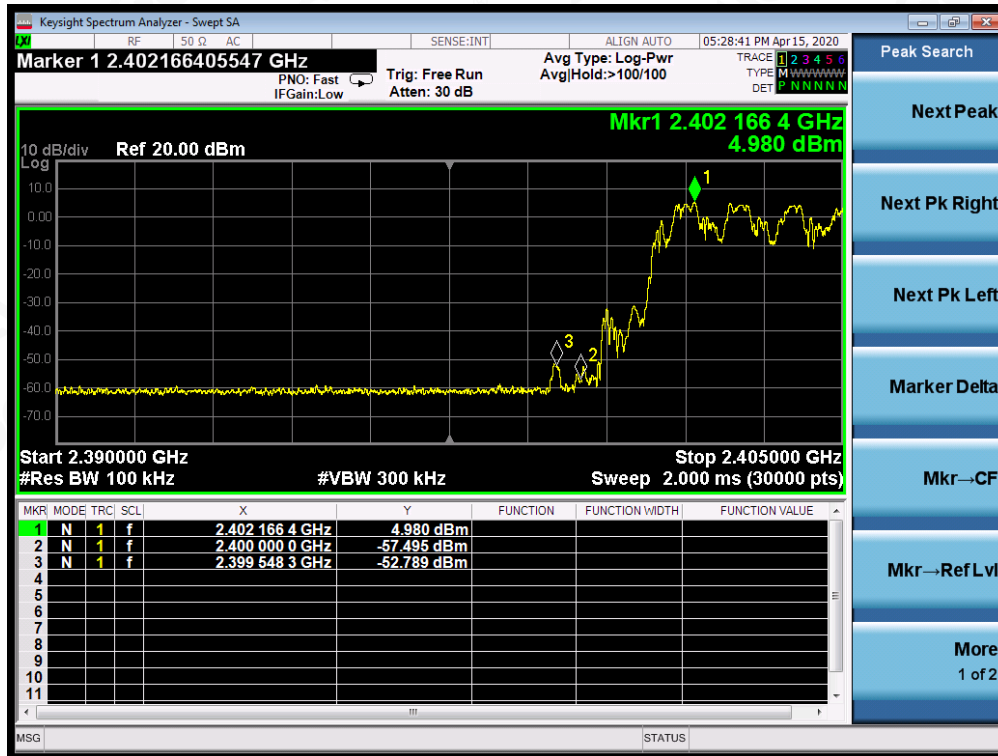 Keysight Spectrum Analyzer - Swept SA
LXI RF 50 Ω AC SENSE:INT ALIGN AUTO 05:28:41 PM Apr 15, 2020
Marker 1 2.402166405547 GHz
PNO: Fast
IFGain:Low
Trig: Free Run
Atten: 30 dB
Avg Type: Log-Pwr
Avg|Hold:>100/100
TRACE 1 2 3 4 5 6
TYPE M WWWWW
DET P N N N N N
Mkr1 2.402 166 4 GHz
4.980 dBm
10 dB/div Ref 20.00 dBm
Log
10.0
0.00
-10.0
-20.0
-30.0
-40.0
-50.0
-60.0
-70.0
1
3
2
Start 2.390000 GHz Stop 2.405000 GHz
#Res BW 100 kHz #VBW 300 kHz Sweep 2.000 ms (30000 pts)
MKR MODE TRC SCL X Y FUNCTION FUNCTION WIDTH FUNCTION VALUE
1 N 1 f 2.402 166 4 GHz 4.980 dBm
2 N 1 f 2.400 000 0 GHz -57.495 dBm
3 N 1 f 2.399 548 3 GHz -52.789 dBm
4
5
6
7
8
9
10
11
MSG STATUS
Peak Search
Next Peak
Next Pk Right
Next Pk Left
Marker Delta
Mkr→CF
Mkr→Ref Lvl
More
1 of 2